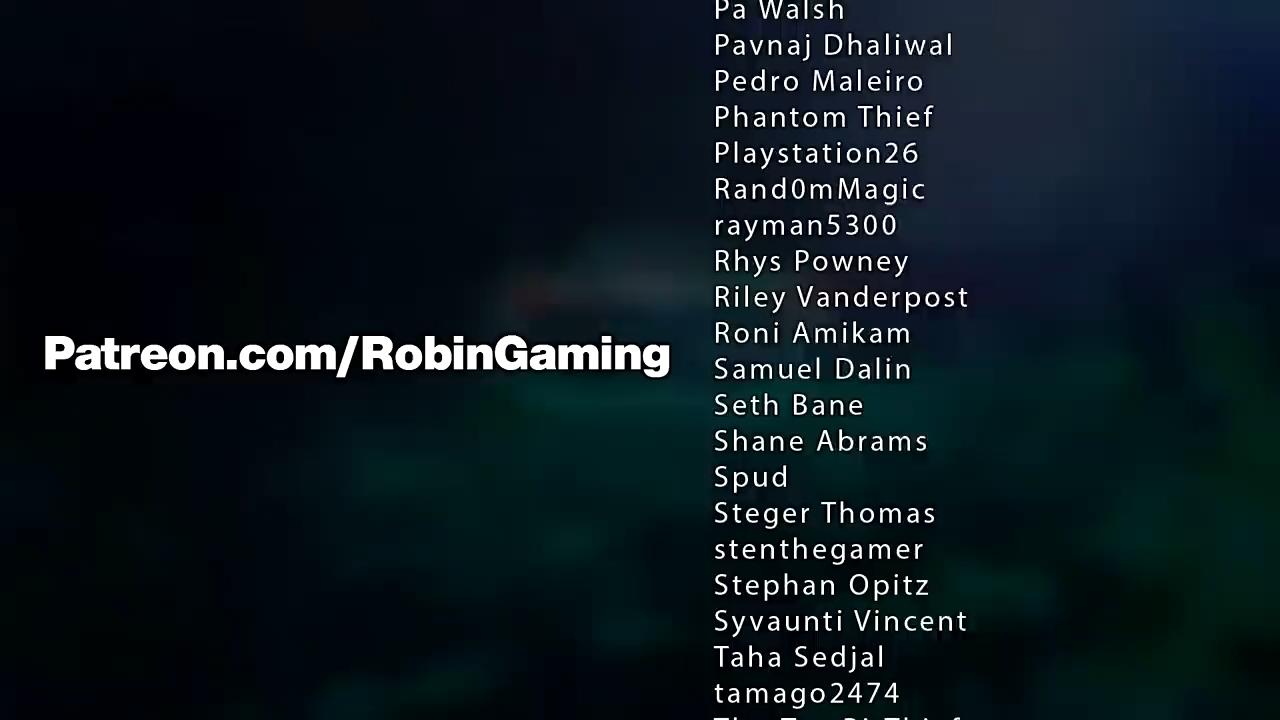 Pa Walsh
Pavnaj Dhaliwal
Pedro Maleiro
Phantom Thief
Playstation26
Rand0mMagic
rayman5300
Rhys Powney
Riley Vanderpost
Roni Amikam
Patreon.com/RobinGaming
Samuel Dalin
Seth Bane
Shane Abrams
Spud
Steger Thomas
stenthegamer
Stephan Opitz
Syvaunti Vincent
Taha Sedjal
tamago2474